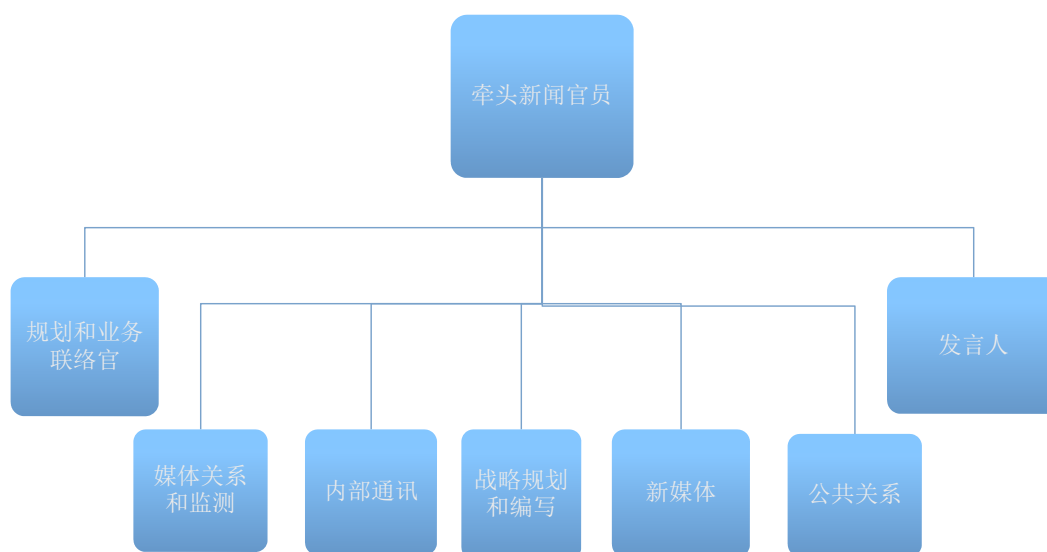 牵头新闻官员
规划和业务
联络官
发言人
媒体关系
和监测
内部通讯
战略规划
和编写
新媒体
公共关系